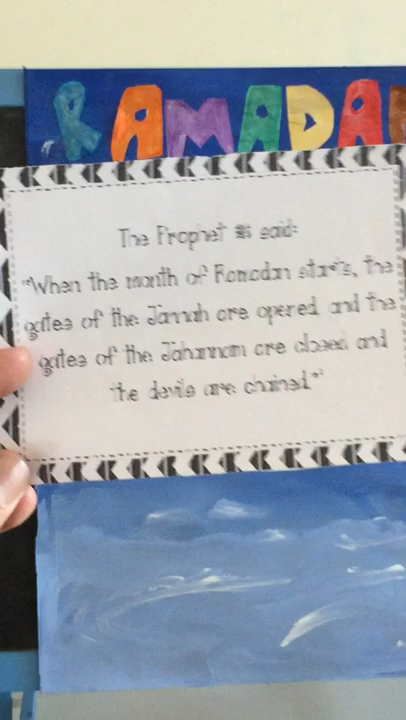 RAMADA
The Prophet ﷺ said:
"When the month of Ramadan starts, the
gates of the Jannah are opened and the
gates of the Jahannam are closed and
the devils are chained."